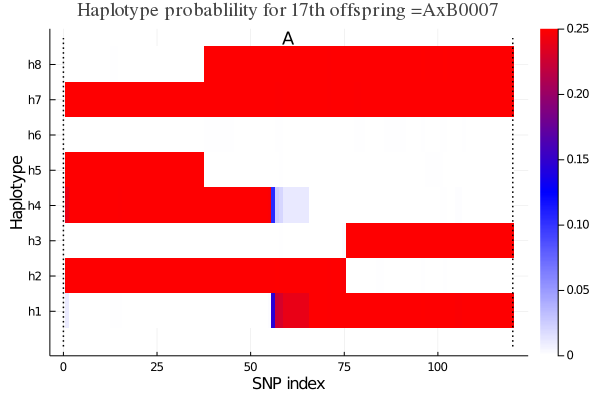 Haplotype probablility for 17th offspring =AxB0007
A
h8
h7
h6
h5
h4
h3
h2
h1
Haplotype
0 25 50 75 100
SNP index
0.25
0.20
0.15
0.10
0.05
0